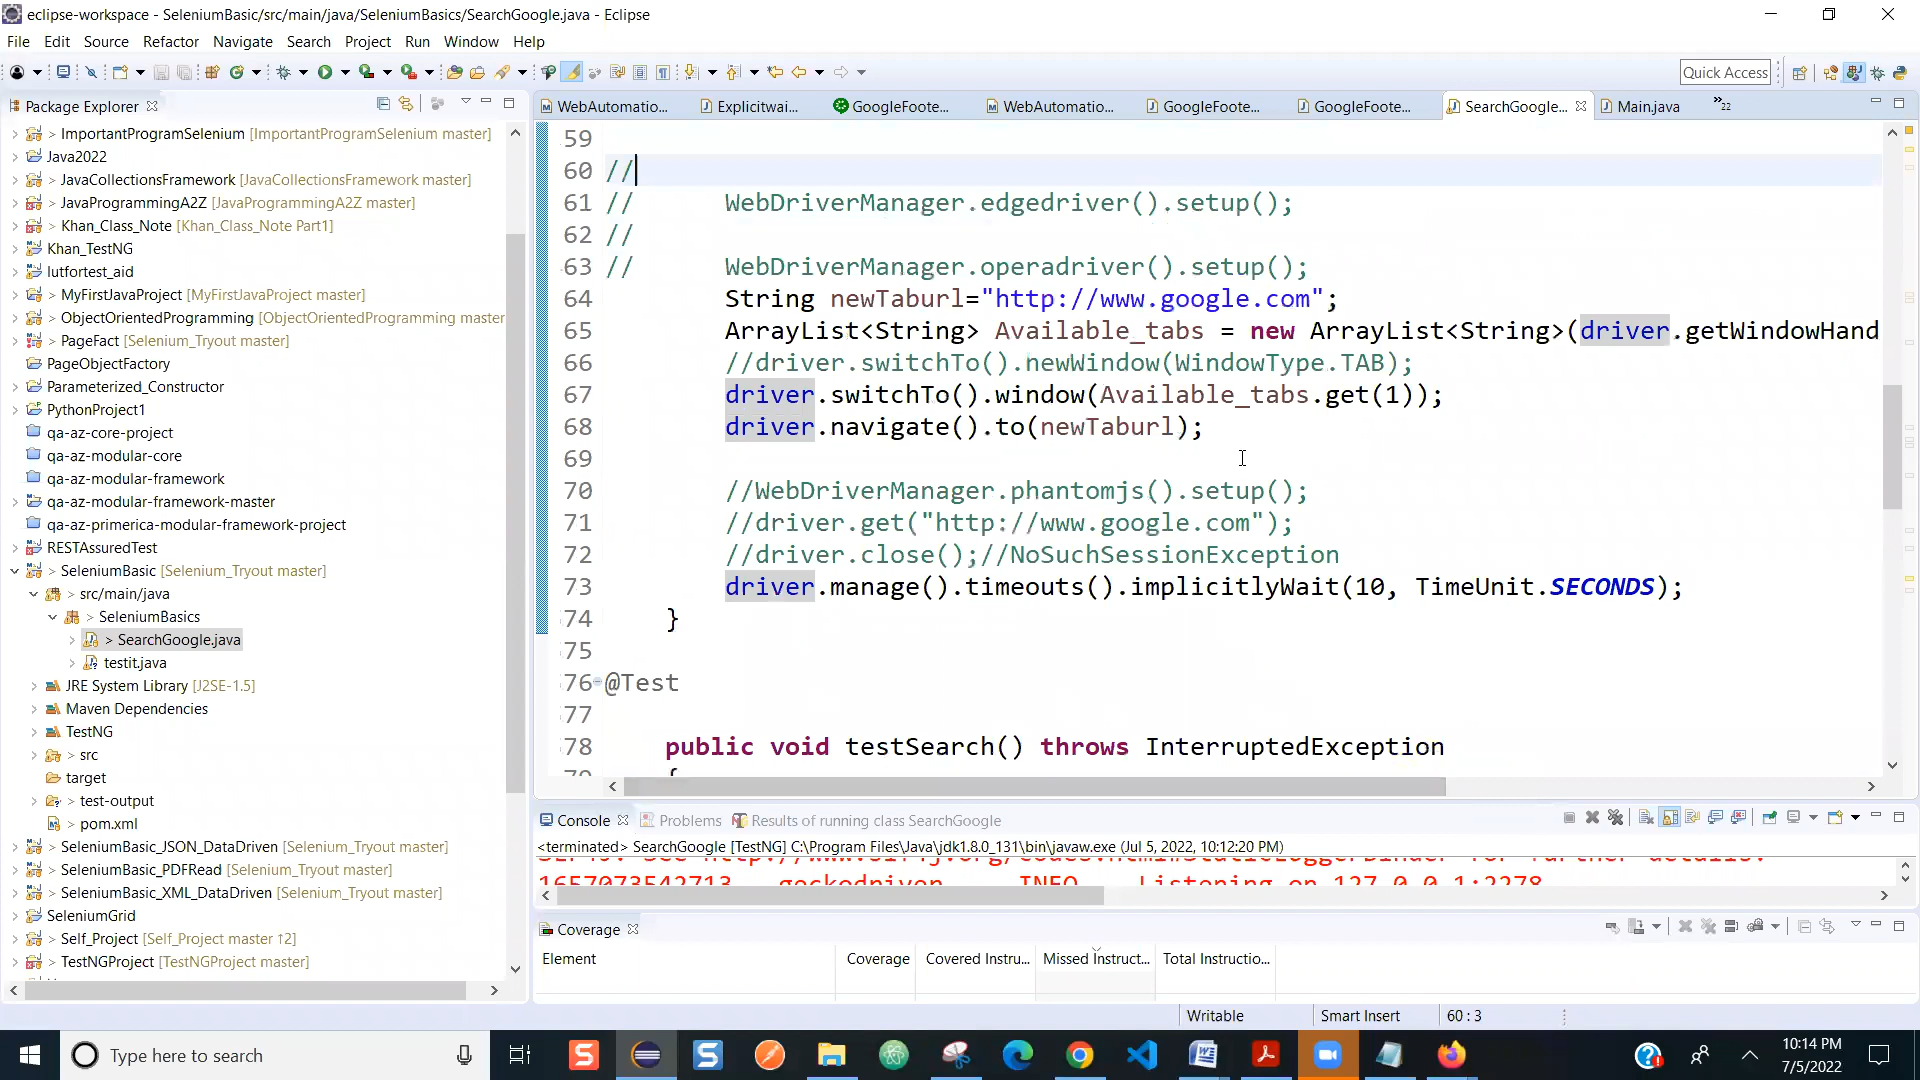 eclipse-workspace - SeleniumBasic/src/main/java/SeleniumBasics/SearchGoogle.java - Eclipse
File Edit Source Refactor Navigate Search Project Run Window Help
Quick Access
Package Explorer
> ImportantProgramSelenium [ImportantProgramSelenium master]
Java2022
> JavaCollectionsFramework [JavaCollectionsFramework master]
> JavaProgrammingA2Z [JavaProgrammingA2Z master]
> Khan_Class_Note [Khan_Class_Note Part1]
Khan_TestNG
lutfortest_aid
> MyFirstJavaProject [MyFirstJavaProject master]
> ObjectOrientedProgramming [ObjectOrientedProgramming master
> PageFact [Selenium_Tryout master]
PageObjectFactory
Parameterized_Constructor
PythonProject1
qa-az-core-project
qa-az-modular-core
qa-az-modular-framework
qa-az-modular-framework-master
qa-az-primerica-modular-framework-project
RESTAssuredTest
> SeleniumBasic [Selenium_Tryout master]
> src/main/java
> SeleniumBasics
> SearchGoogle.java
testit.java
JRE System Library [J2SE-1.5]
Maven Dependencies
TestNG
> src
target
> test-output
> pom.xml
> SeleniumBasic_JSON_DataDriven [Selenium_Tryout master]
> SeleniumBasic_PDFRead [Selenium_Tryout master]
> SeleniumBasic_XML_DataDriven [Selenium_Tryout master]
SeleniumGrid
> Self_Project [Self_Project master ↑2]
> TestNGProject [TestNGProject master]
WebAutomatio... Explicitwai... GoogleFoote... WebAutomatio... GoogleFoote... GoogleFoote... SearchGoogle... Main.java »22
59
60 //
61 // WebDriverManager.edgedriver().setup();
62 //
63 // WebDriverManager.operadriver().setup();
64 String newTaburl="http://www.google.com";
65 ArrayList<String> Available_tabs = new ArrayList<String>(driver.getWindowHand
66 //driver.switchTo().newWindow(WindowType.TAB);
67 driver.switchTo().window(Available_tabs.get(1));
68 driver.navigate().to(newTaburl);
69
70 //WebDriverManager.phantomjs().setup();
71 //driver.get("http://www.google.com");
72 //driver.close();//NoSuchSessionException
73 driver.manage().timeouts().implicitlyWait(10, TimeUnit.SECONDS);
74 }
75
76 @Test
77
78 public void testSearch() throws InterruptedException
Console Problems Results of running class SearchGoogle
<terminated> SearchGoogle [TestNG] C:\Program Files\Java\jdk1.8.0_131\bin\javaw.exe (Jul 5, 2022, 10:12:20 PM)
1657073542713 geckodriver INFO Listening on 127.0.0.1:2278
Coverage
Element Coverage Covered Instru... Missed Instruct... Total Instructio...
Writable Smart Insert 60 : 3
Type here to search
10:14 PM
7/5/2022